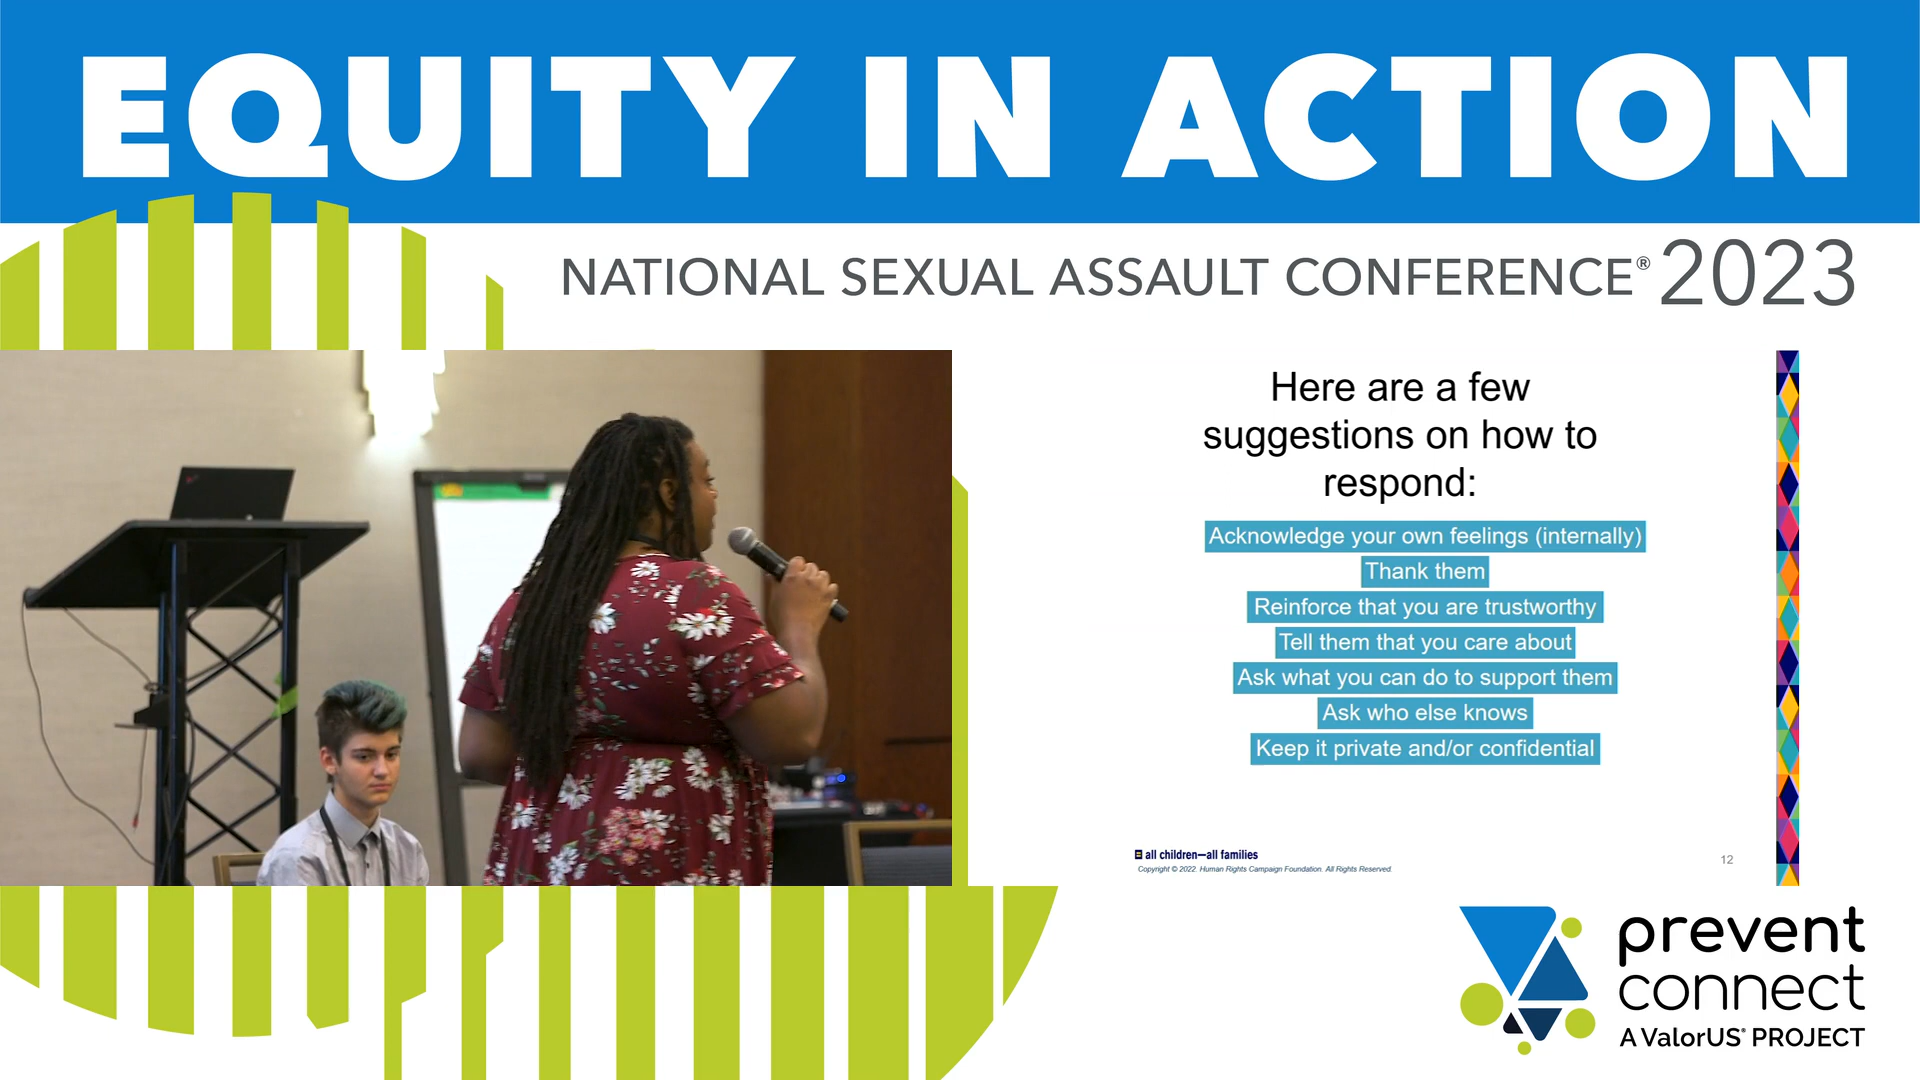 EQUITY IN ACTION
NATIONAL SEXUAL ASSAULT CONFERENCE® 2023
Here are a few
suggestions on how to
respond:
Acknowledge your own feelings (internally)
Thank them
Reinforce that you are trustworthy
Tell them that you care about
Ask what you can do to support them
Ask who else knows
Keep it private and/or confidential
all children—all families
Copyright © 2022. Human Rights Campaign Foundation. All Rights Reserved.
12
prevent
connect
A ValorUS® PROJECT